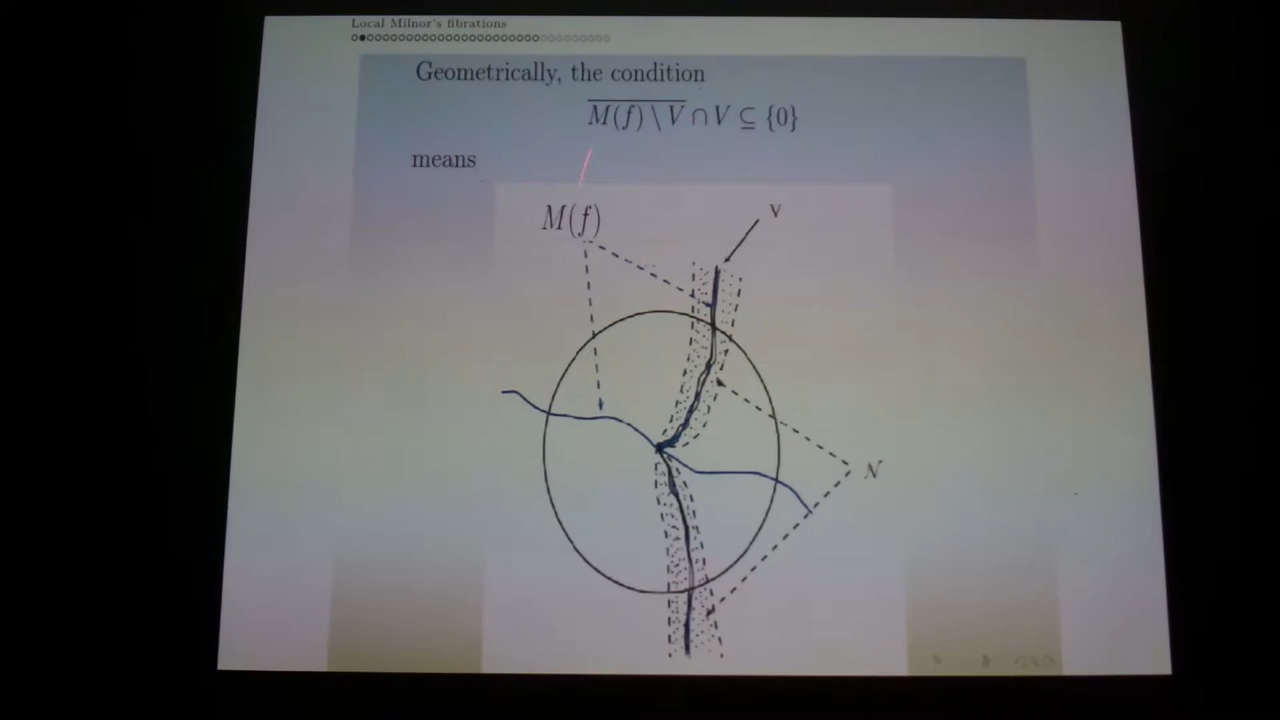 Local Milnor's fibrations
Geometrically, the condition
$\overline{M(f) \setminus V} \cap V \subseteq \{0\}$
means
M(f)
V
N